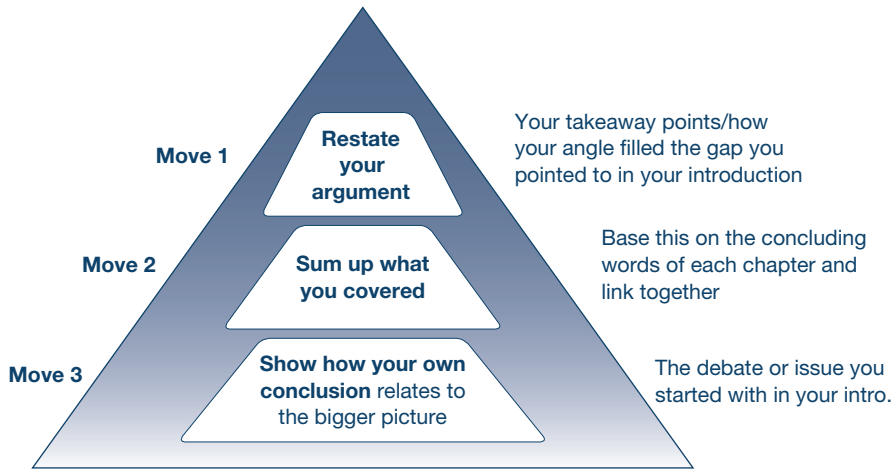 Move 1
Restate
your
argument
Your takeaway points/how
your angle filled the gap you
pointed to in your introduction
Move 2
Sum up what
you covered
Base this on the concluding
words of each chapter and
link together
Move 3
Show how your own
conclusion relates to
the bigger picture
The debate or issue you
started with in your intro.